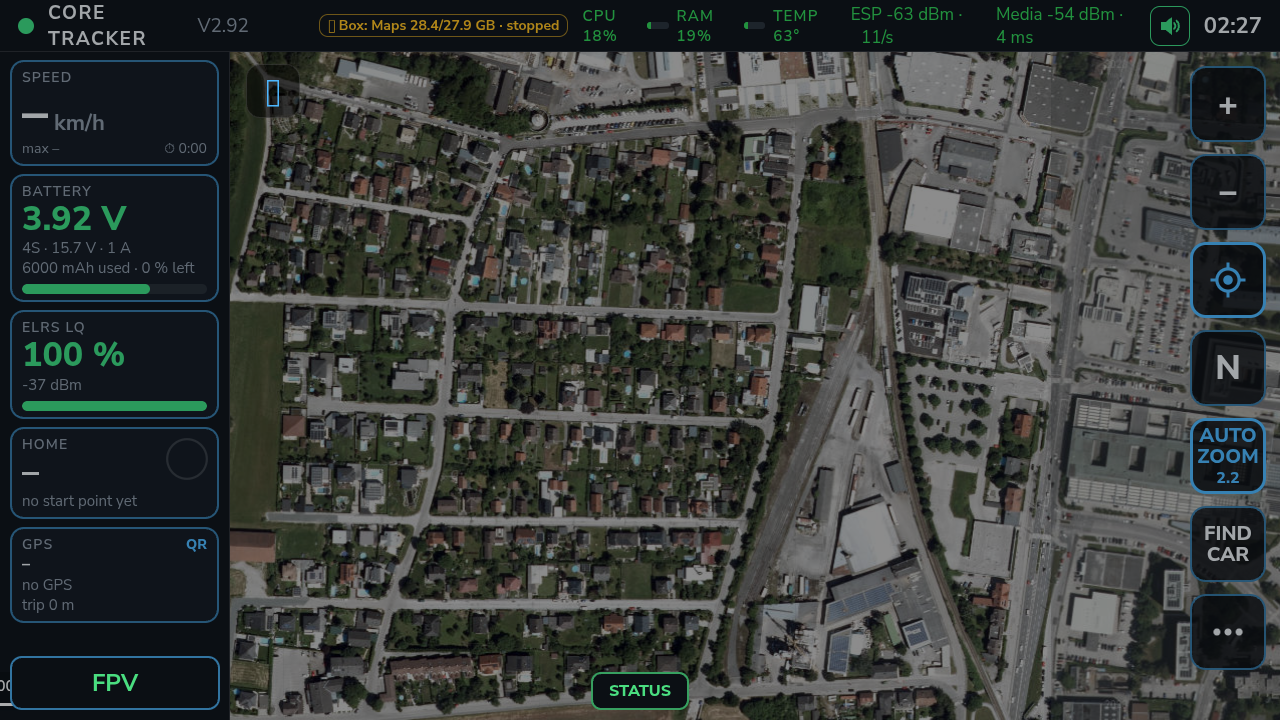 CORE
TRACKER
V2.92
Box: Maps 28.4/27.9 GB · stopped
CPU
18%
RAM
19%
TEMP
63°
ESP -63 dBm ·
11/s
Media -54 dBm ·
4 ms
02:27
SPEED
– km/h
max –
⏱ 0:00
BATTERY
3.92 V
4S · 15.7 V · 1 A
6000 mAh used · 0 % left
ELRS LQ
100 %
-37 dBm
HOME
–
no start point yet
GPS
QR
–
no GPS
trip 0 m
FPV
STATUS
+
−
N
AUTO
ZOOM
2.2
FIND
CAR
•••